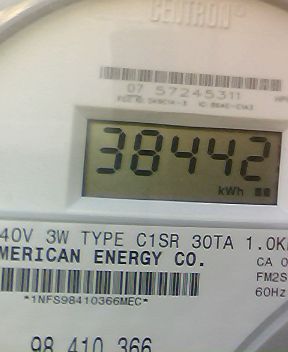 CENTRON®
07 57245311
38442
kWh
40V 3W TYPE C1SR 30TA 1.0K
MERICAN ENERGY CO.
CA 0
FM2S
60Hz
*1NFS98410366MEC*
98 410 366